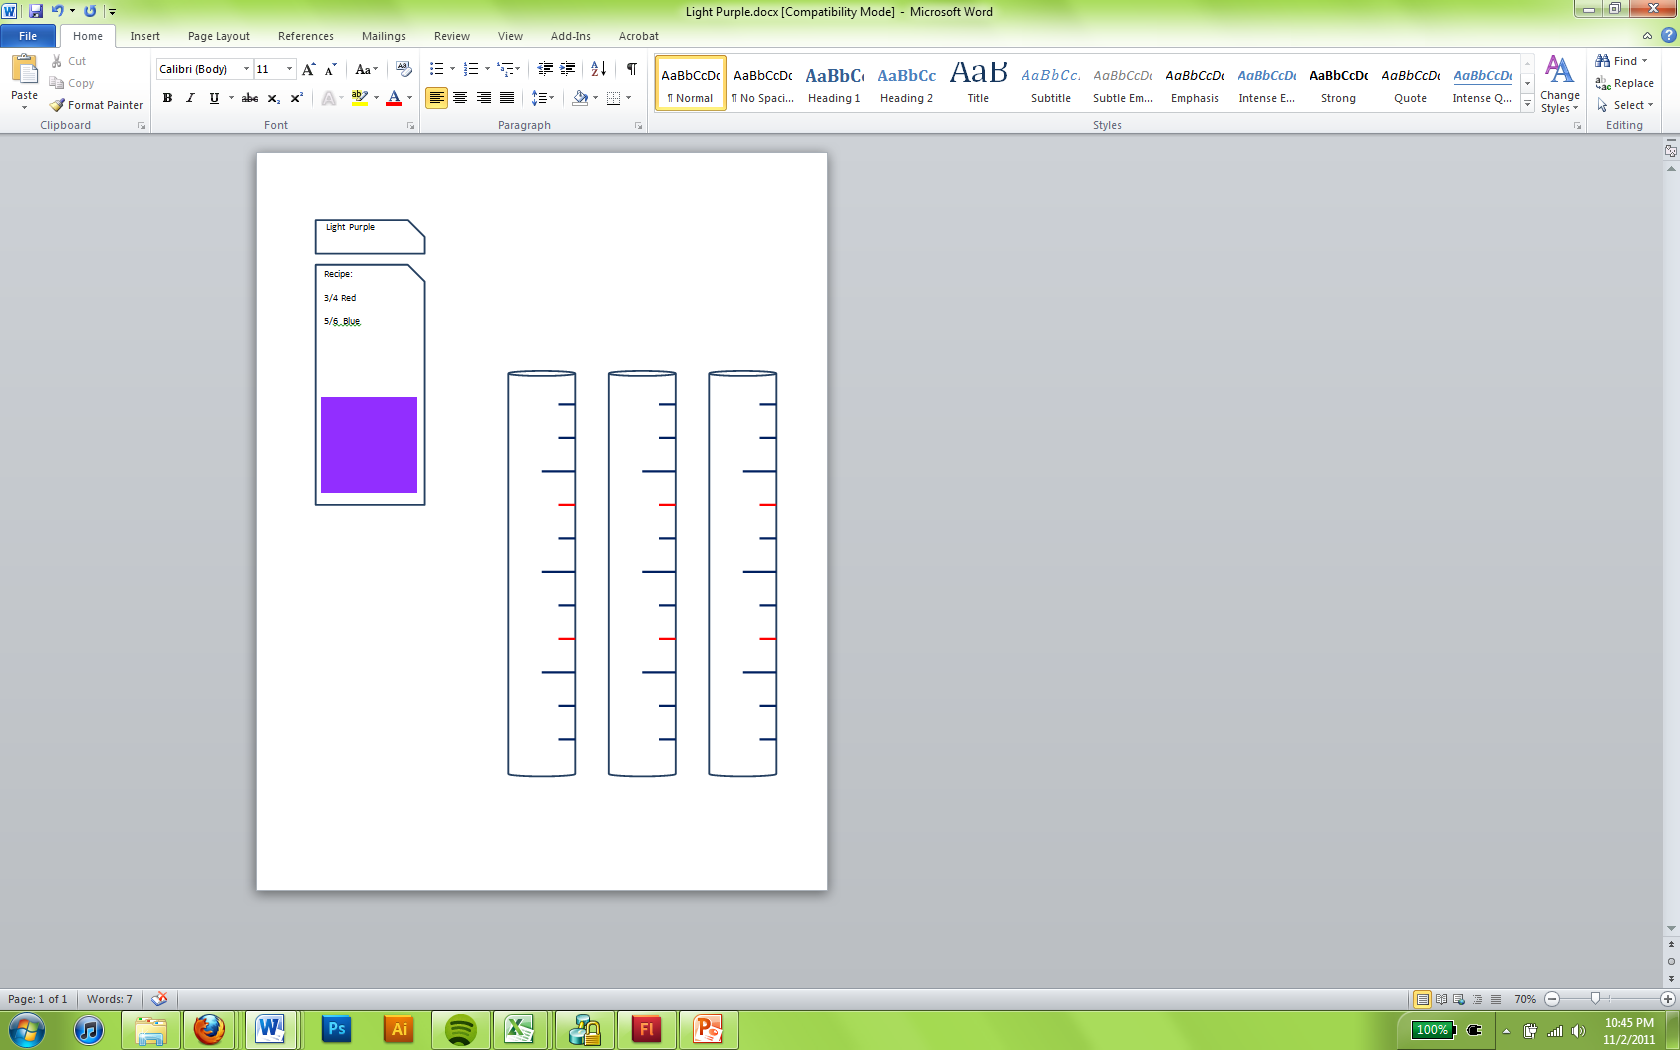 Light Purple.docx [Compatibility Mode] - Microsoft Word
File Home Insert Page Layout References Mailings Review View Add-Ins Acrobat
Paste
Cut
Copy
Format Painter
Clipboard
Calibri (Body) 11
Font
Paragraph
AaBbCcDc AaBbCcDc AaBbCc AaBbCc AaB AaBbCc. AaBbCcDc AaBbCcDc AaBbCcDc AaBbCcDc AaBbCcDc AaBbCcDc
¶ Normal ¶ No Spaci... Heading 1 Heading 2 Title Subtitle Subtle Em... Emphasis Intense E... Strong Quote Intense Q...
Styles
Change
Styles
Find
Replace
Select
Editing
Light Purple
Recipe:
3/4 Red
5/6 Blue
Page: 1 of 1 Words: 7
70%
Ps Ai Fl
100%
10:45 PM
11/2/2011